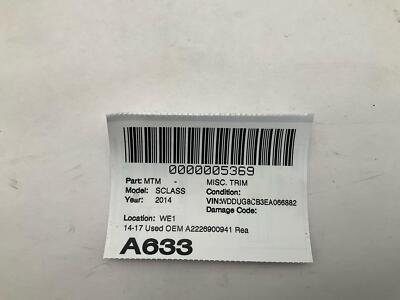 0000005369
Part: MTM - MISC. TRIM
Model: SCLASS Condition:
Year: 2014 VIN:WDDUG8CB3EA066882
Damage Code:
Location: WE1
14-17 Used OEM A2226900941 Rea
A633